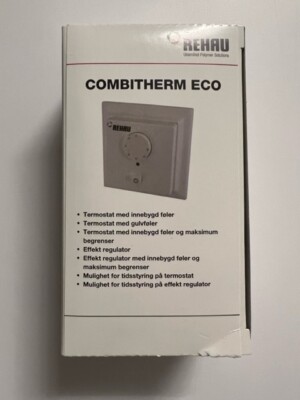 REHAU
Unlimited Polymer Solutions
COMBITHERM ECO
REHAU
• Termostat med innebygd føler
• Termostat med gulvføler
• Termostat med innebygd føler og maksimum
begrenser
• Effekt regulator
• Effekt regulator med innebygd føler og
maksimum begrenser
• Mulighet for tidsstyring på termostat
• Mulighet for tidsstyring på effekt regulator